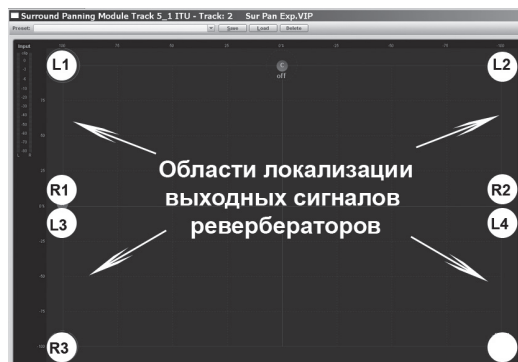 Surround Panning Module Track 5_1 ITU - Track: 2 Sur Pan Exp.VIP
Preset: Save Load Delete
Input
L1 C L2
off
Области локализации
выходных сигналов
ревербераторов
R1 R2
L3 L4
R3